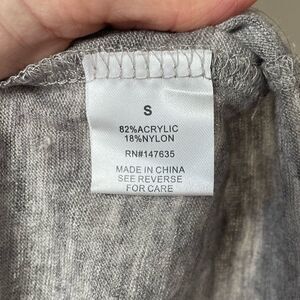 S
82%ACRYLIC
18%NYLON
RN#147635
MADE IN CHINA
SEE REVERSE
FOR CARE